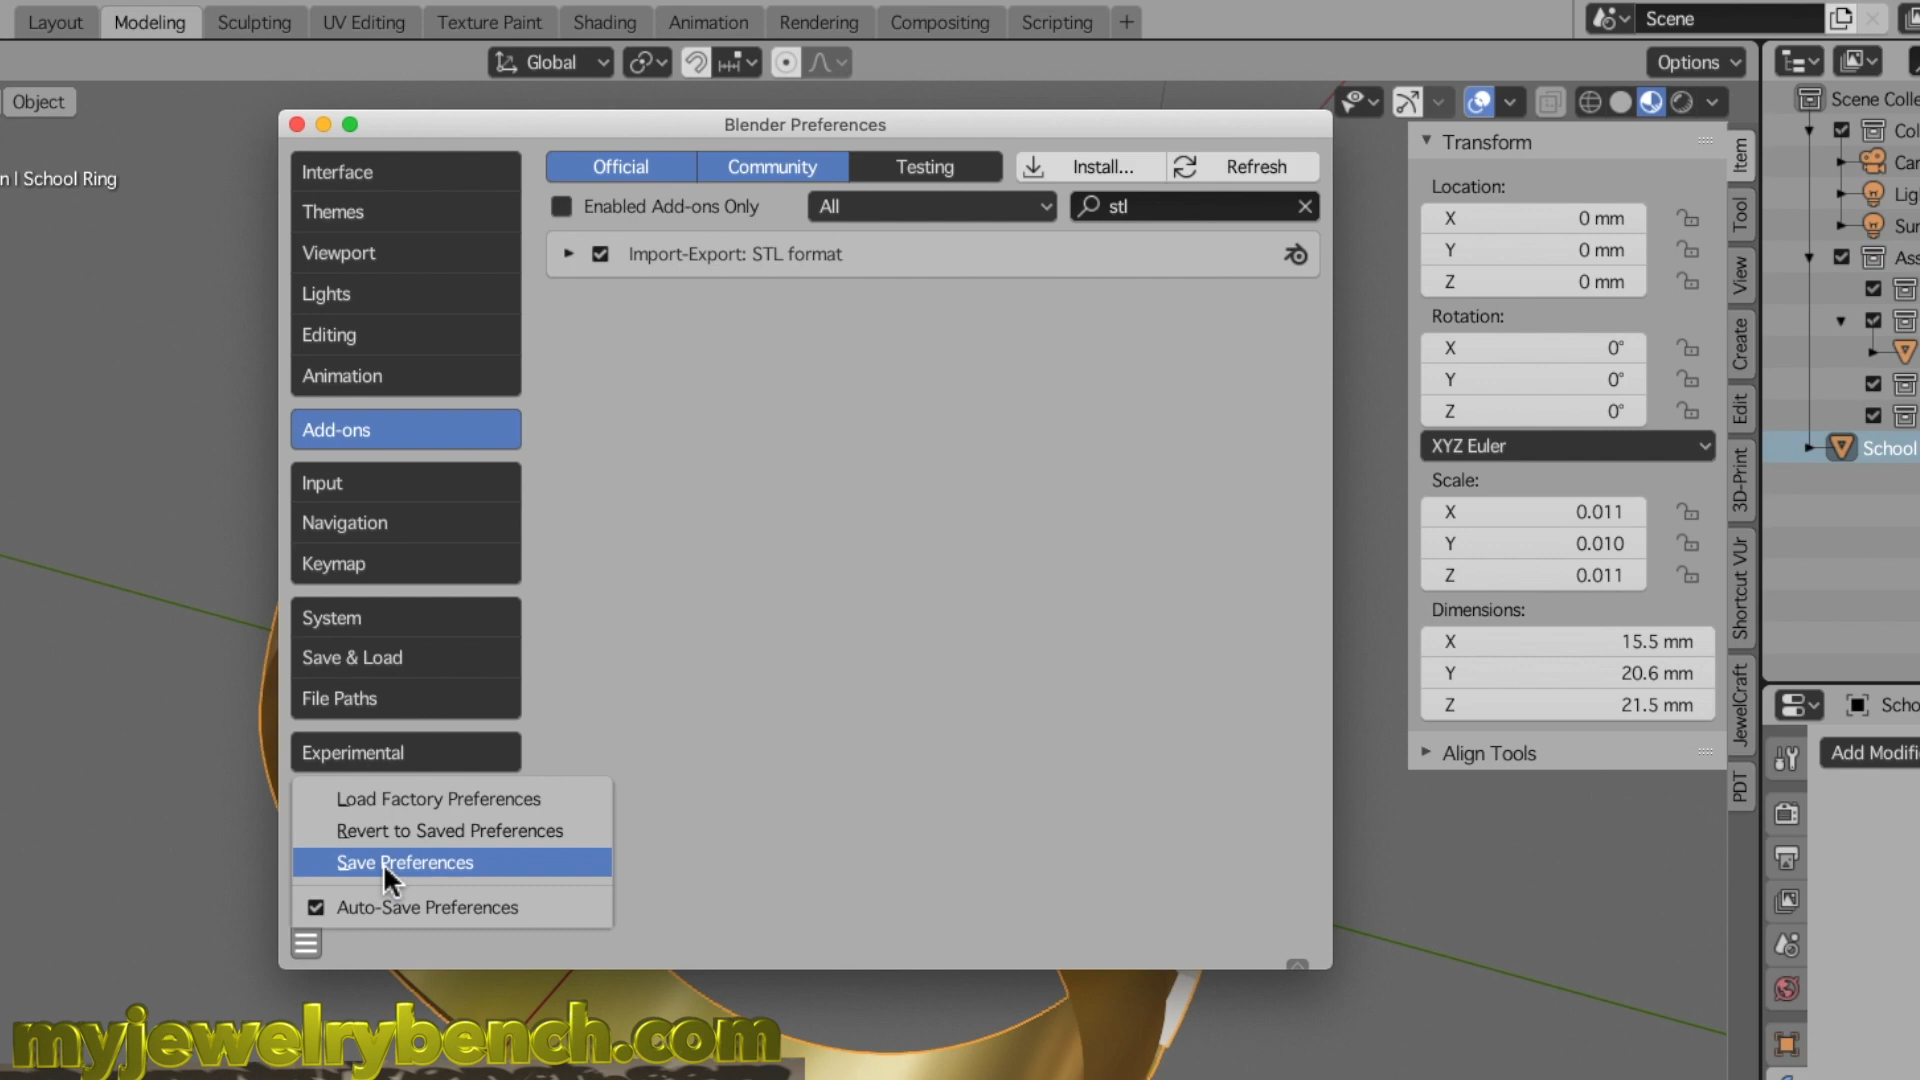 Layout Modeling Sculpting UV Editing Texture Paint Shading Animation Rendering Compositing Scripting + Scene
Global Options
Object
Scene Colle
n | School Ring
Blender Preferences
Interface
Themes
Viewport
Lights
Editing
Animation
Add-ons
Input
Navigation
Keymap
System
Save & Load
File Paths
Experimental
Load Factory Preferences
Revert to Saved Preferences
Save Preferences
Auto-Save Preferences
Official Community Testing Install... Refresh
Enabled Add-ons Only All stl
Import-Export: STL format
Transform
Location:
X 0 mm
Y 0 mm
Z 0 mm
Rotation:
X 0°
Y 0°
Z 0°
XYZ Euler
Scale:
X 0.011
Y 0.010
Z 0.011
Dimensions:
X 15.5 mm
Y 20.6 mm
Z 21.5 mm
Align Tools
Item
Tool
View
Create
Edit
3D-Print
Shortcut VUr
JewelCraft
PDT
Col
Car
Lig
Sur
Ass
School
Scho
Add Modifi
myjewelrybench.com